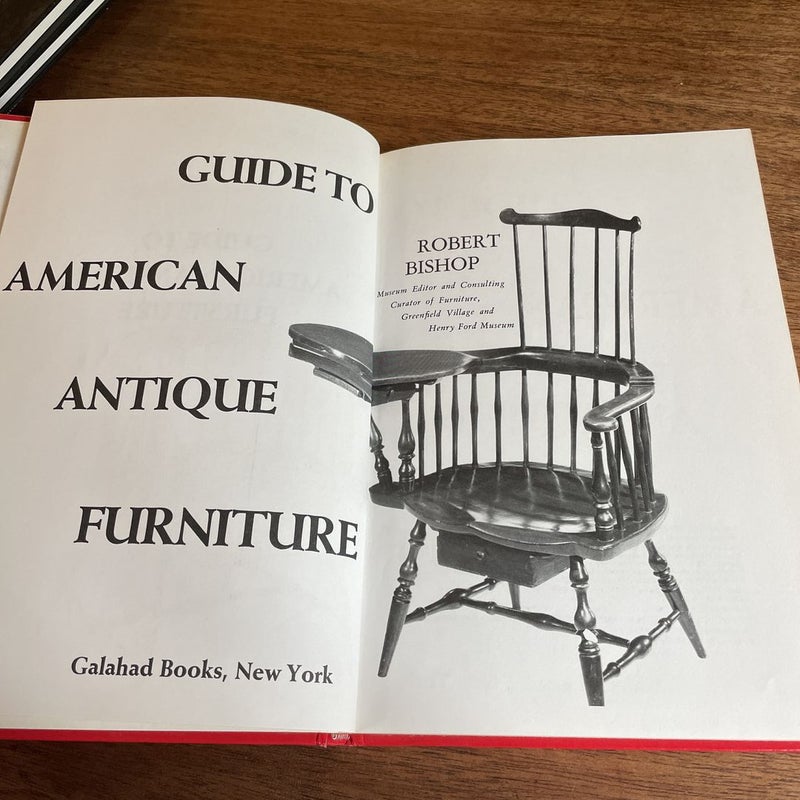 GUIDE TO
AMERICAN
ANTIQUE
FURNITURE
Galahad Books, New York
ROBERT
BISHOP
Museum Editor and Consulting
Curator of Furniture,
Greenfield Village and
Henry Ford Museum